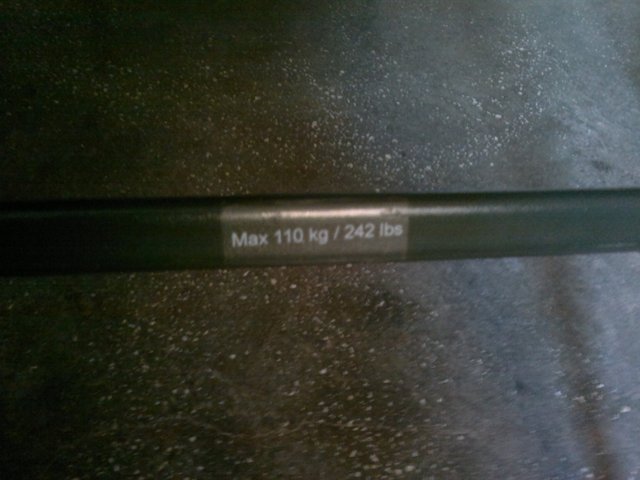 Max 110 kg / 242 lbs